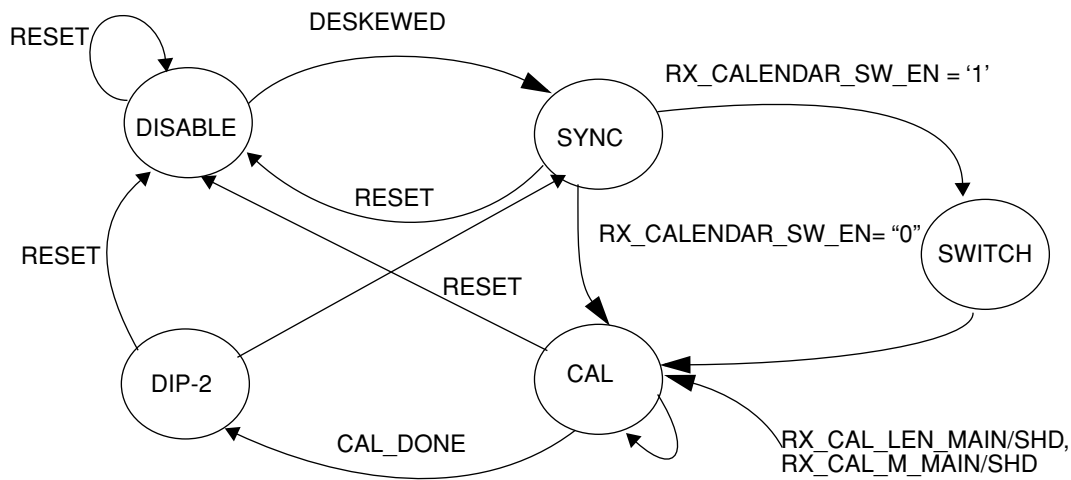 DESKEWED
RESET
RX_CALENDAR_SW_EN = ‘1’
DISABLE
SYNC
RESET
RX_CALENDAR_SW_EN= “0”
RESET
SWITCH
RESET
CAL
DIP-2
CAL_DONE
RX_CAL_LEN_MAIN/SHD,
RX_CAL_M_MAIN/SHD